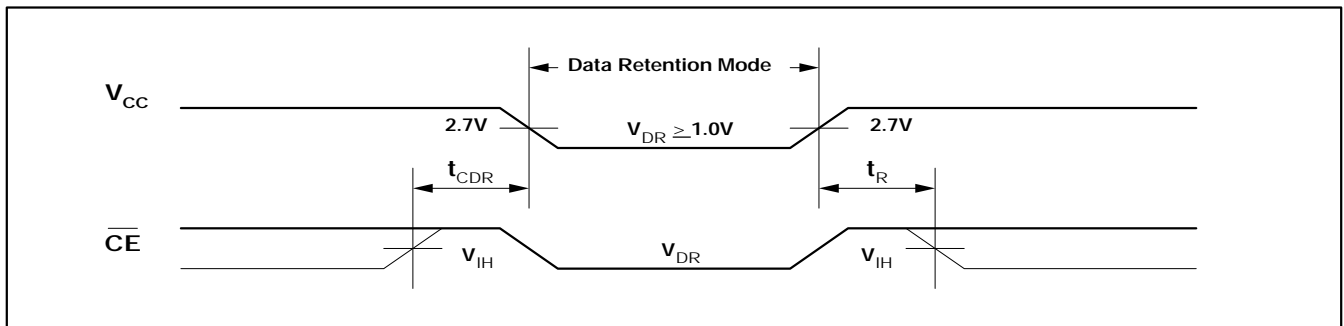 Data Retention Mode
VCC
2.7V
VDR ≥ 1.0V
2.7V
tCDR
tR
CE
VIH
VDR
VIH